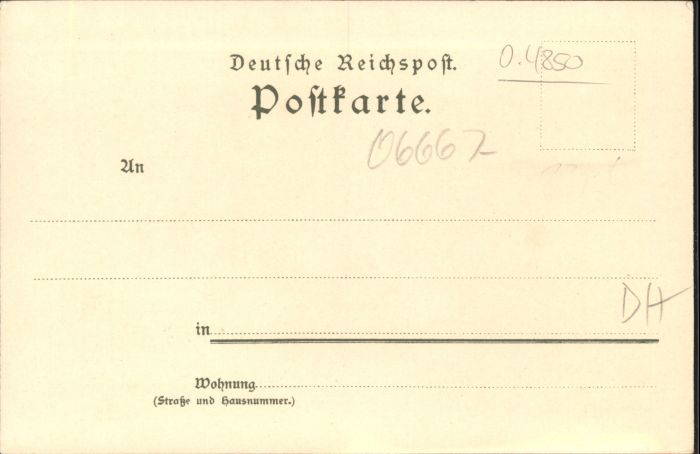 Deutſche Reichspoſt.
0.4850
Poſtkarte.
06667
An
DH
in
Wohnung
(Straße und Hausnummer.)